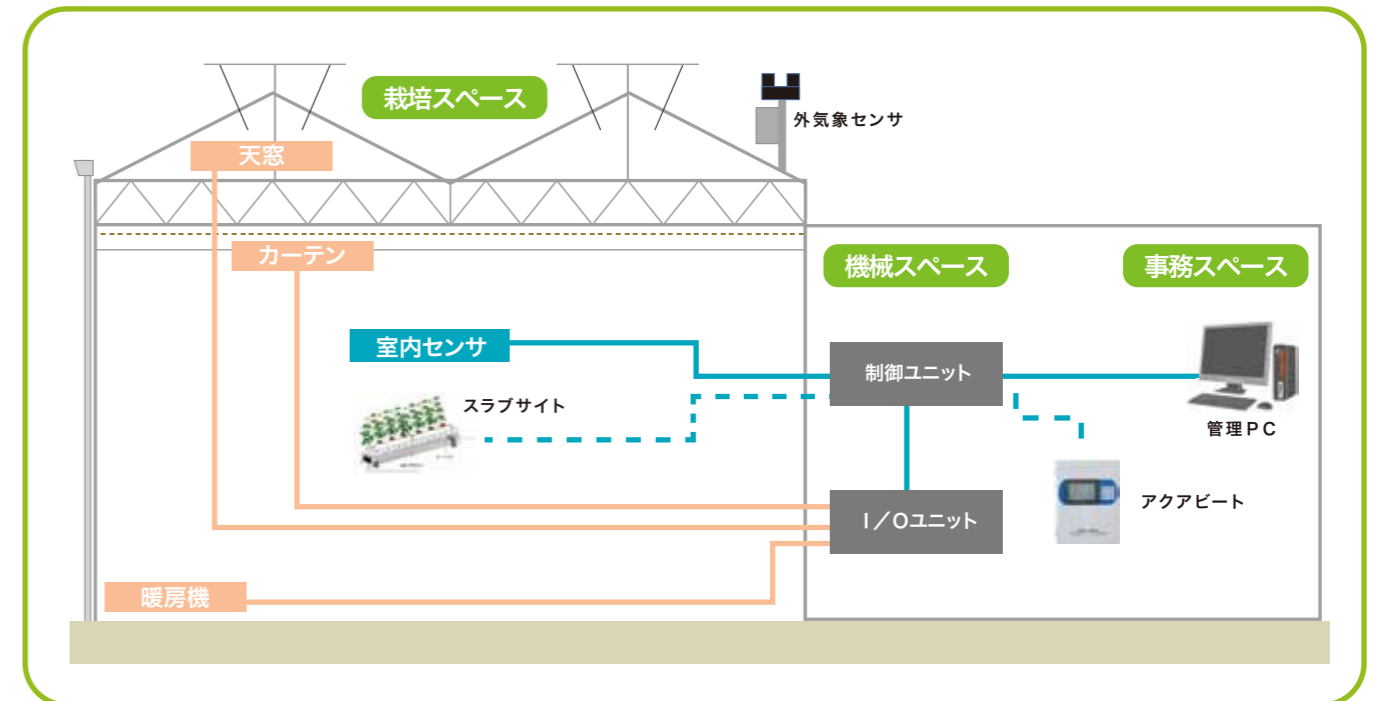 栽培スペース
外気象センサ
天窓
カーテン
機械スペース
事務スペース
室内センサ
制御ユニット
スラブサイト
管理PC
アクアビート
I/Oユニット
暖房機